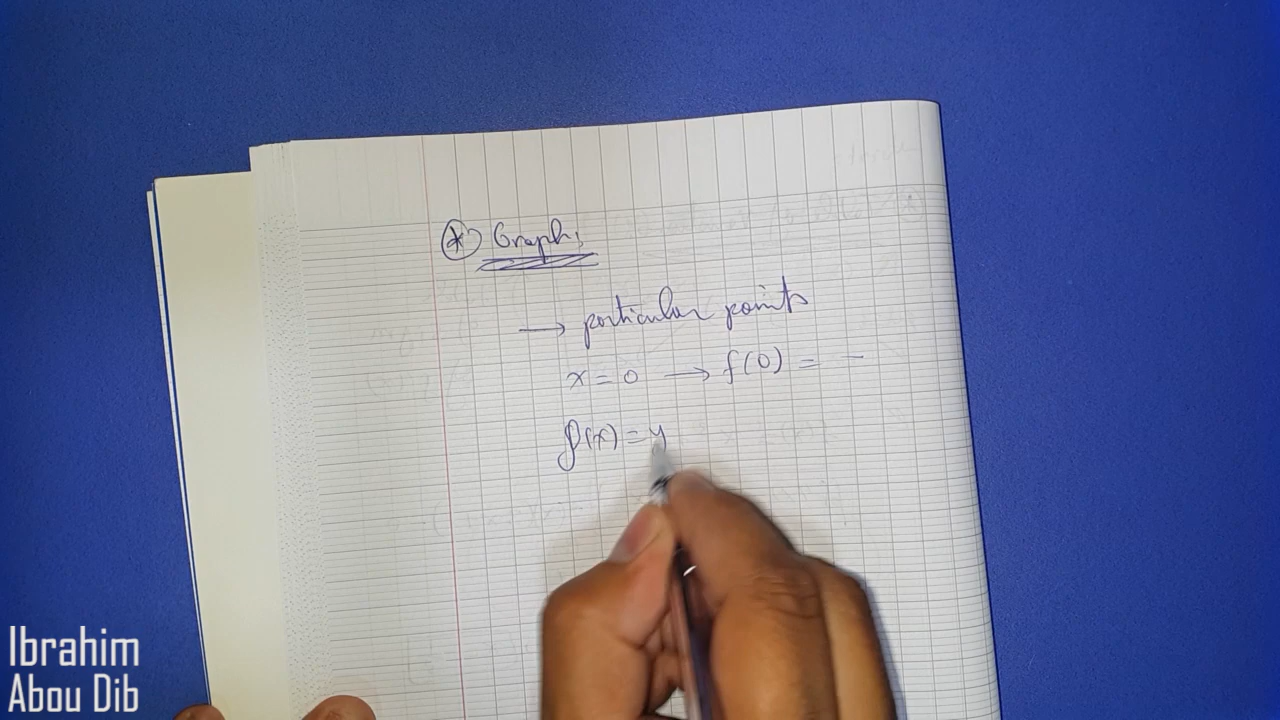 * Graph:
→ particular points
x = 0 → f(0) = —
f(x) = y
Ibrahim
Abou Dib